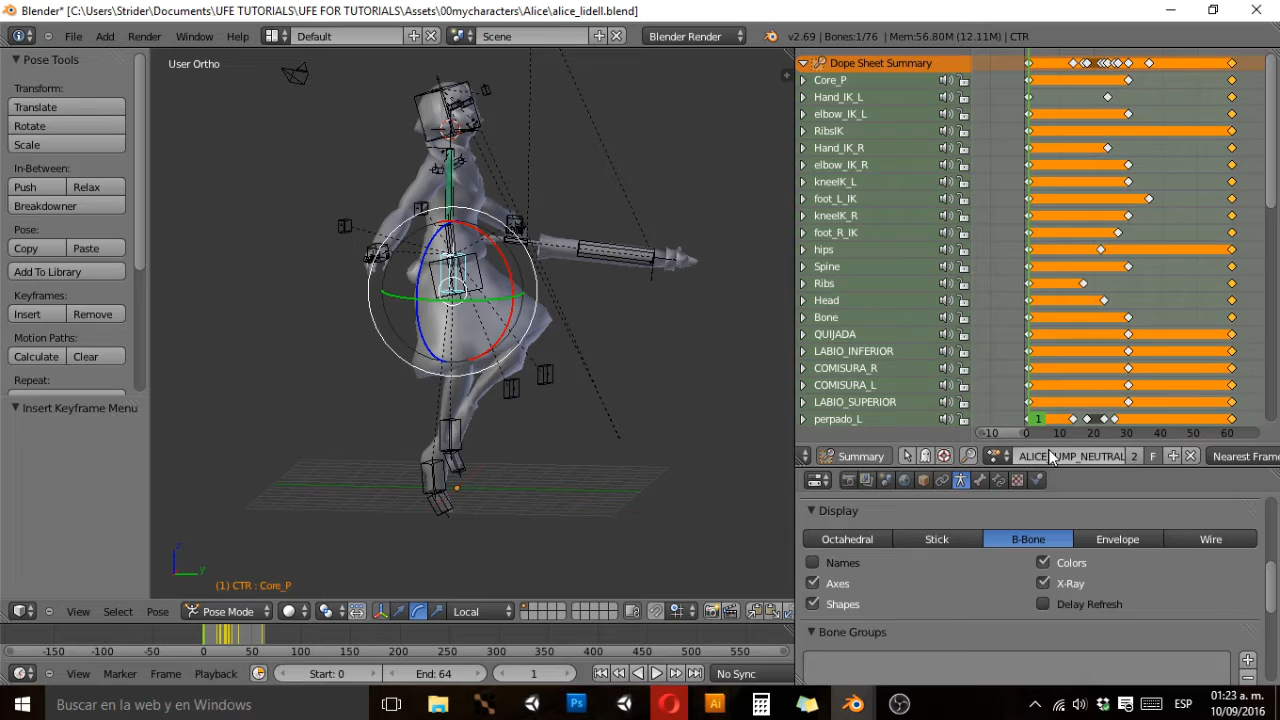 Blender* [C:\Users\Strider\Documents\UFE TUTORIALS\UFE FOR TUTORIALS\Assets\00mycharacters\Alice\alice_lidell.blend]
File Add Render Window Help Default Scene Blender Render v2.69 | Bones:1/76 | Mem:56.80M (12.11M) | CTR
Pose Tools
Transform:
Translate
Rotate
Scale
In-Between:
Push Relax
Breakdowner
Pose:
Copy Paste
Add To Library
Keyframes:
Insert Remove
Motion Paths:
Calculate Clear
Repeat:
Insert Keyframe Menu
User Ortho
z
y
(1) CTR : Core_P
View Select Pose Pose Mode Local
-150 -100 -50 0 50 100 150 200 250 300 350 400 450 500 550
View Marker Frame Playback Start: 0 End: 64 1 No Sync
Dope Sheet Summary
Core_P
Hand_IK_L
elbow_IK_L
RibsIK
Hand_IK_R
elbow_IK_R
kneeIK_L
foot_L_IK
kneeIK_R
foot_R_IK
hips
Spine
Ribs
Head
Bone
QUIJADA
LABIO_INFERIOR
COMISURA_R
COMISURA_L
LABIO_SUPERIOR
perpado_L
1
-10 0 10 20 30 40 50 60
Summary ALICE_JUMP_NEUTRAL 2 F Nearest Frame
Display
Octahedral Stick B-Bone Envelope Wire
Names Colors
Axes X-Ray
Shapes Delay Refresh
Bone Groups
Buscar en la web y en Windows
Ps
Ai
ESP
01:23 a. m.
10/09/2016